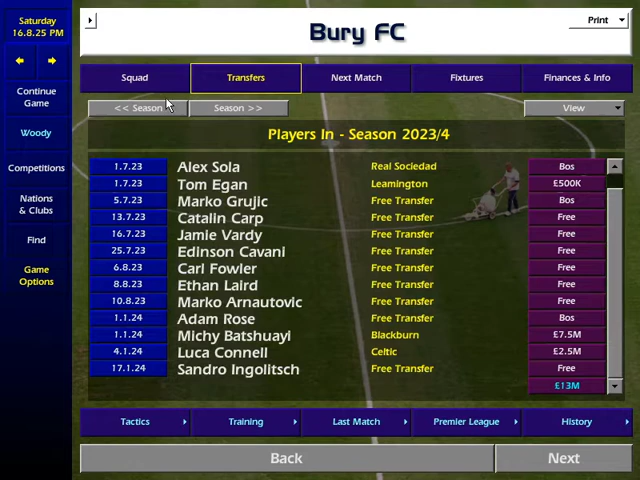 Saturday
16.8.25 PM
Bury FC
Print
Squad
Transfers
Next Match
Fixtures
Finances & Info
Continue
Game
Woody
Competitions
Nations
& Clubs
Find
Game
Options
<< Season
Season >>
View
Players In - Season 2023/4
1.7.23 Alex Sola Real Sociedad Bos
1.7.23 Tom Egan Leamington £500K
5.7.23 Marko Grujic Free Transfer Bos
13.7.23 Catalin Carp Free Transfer Free
16.7.23 Jamie Vardy Free Transfer Free
25.7.23 Edinson Cavani Free Transfer Free
6.8.23 Carl Fowler Free Transfer Free
8.8.23 Ethan Laird Free Transfer Free
10.8.23 Marko Arnautovic Free Transfer Free
1.1.24 Adam Rose Free Transfer Bos
1.1.24 Michy Batshuayi Blackburn £7.5M
4.1.24 Luca Connell Celtic £2.5M
17.1.24 Sandro Ingolitsch Free Transfer Free
£13M
Tactics
Training
Last Match
Premier League
History
Back
Next